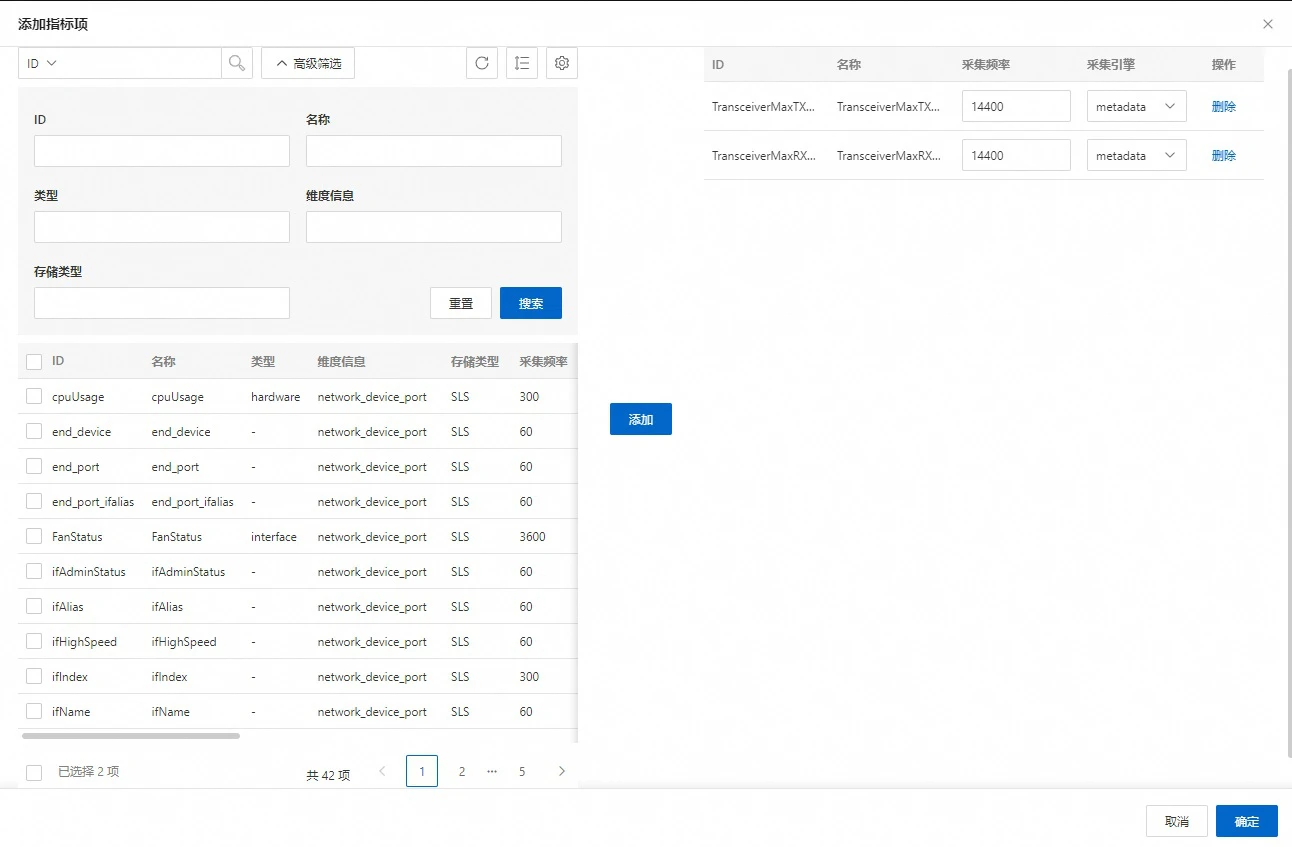 添加指标项
ID
高级筛选
ID
名称
类型
维度信息
存储类型
重置
搜索
ID 名称 类型 维度信息 存储类型 采集频率
cpuUsage cpuUsage hardware network_device_port SLS 300
end_device end_device - network_device_port SLS 60
end_port end_port - network_device_port SLS 60
end_port_ifalias end_port_ifalias - network_device_port SLS 60
FanStatus FanStatus interface network_device_port SLS 3600
ifAdminStatus ifAdminStatus - network_device_port SLS 60
ifAlias ifAlias - network_device_port SLS 60
ifHighSpeed ifHighSpeed - network_device_port SLS 60
ifIndex ifIndex - network_device_port SLS 300
ifName ifName - network_device_port SLS 60
已选择 2 项 共 42 项 1 2 ··· 5
添加
ID 名称 采集频率 采集引擎 操作
TransceiverMaxTX... TransceiverMaxTX... 14400 metadata 删除
TransceiverMaxRX... TransceiverMaxRX... 14400 metadata 删除
取消
确定